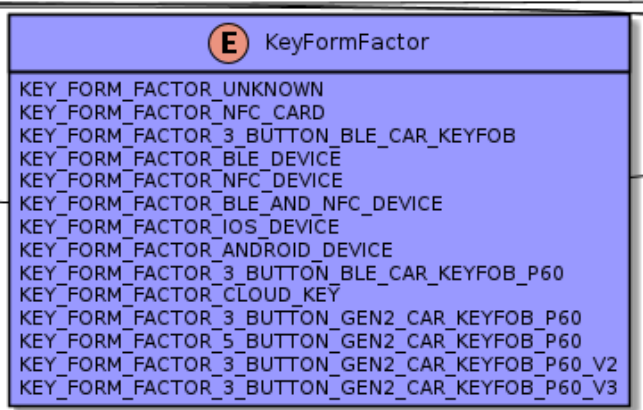 E KeyFormFactor
KEY_FORM_FACTOR_UNKNOWN
KEY_FORM_FACTOR_NFC_CARD
KEY_FORM_FACTOR_3_BUTTON_BLE_CAR_KEYFOB
KEY_FORM_FACTOR_BLE_DEVICE
KEY_FORM_FACTOR_NFC_DEVICE
KEY_FORM_FACTOR_BLE_AND_NFC_DEVICE
KEY_FORM_FACTOR_IOS_DEVICE
KEY_FORM_FACTOR_ANDROID_DEVICE
KEY_FORM_FACTOR_3_BUTTON_BLE_CAR_KEYFOB_P60
KEY_FORM_FACTOR_CLOUD_KEY
KEY_FORM_FACTOR_3_BUTTON_GEN2_CAR_KEYFOB_P60
KEY_FORM_FACTOR_5_BUTTON_GEN2_CAR_KEYFOB_P60
KEY_FORM_FACTOR_3_BUTTON_GEN2_CAR_KEYFOB_P60_V2
KEY_FORM_FACTOR_3_BUTTON_GEN2_CAR_KEYFOB_P60_V3